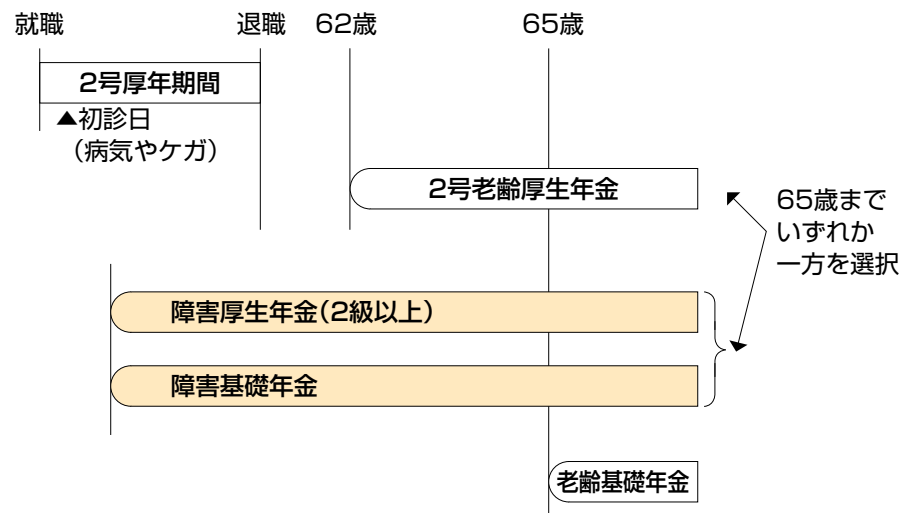 就職 退職 62歳 65歳
2号厚年期間
▲初診日
(病気やケガ)
2号老齢厚生年金
65歳まで
いずれか
一方を選択
障害厚生年金(2級以上)
障害基礎年金
老齢基礎年金